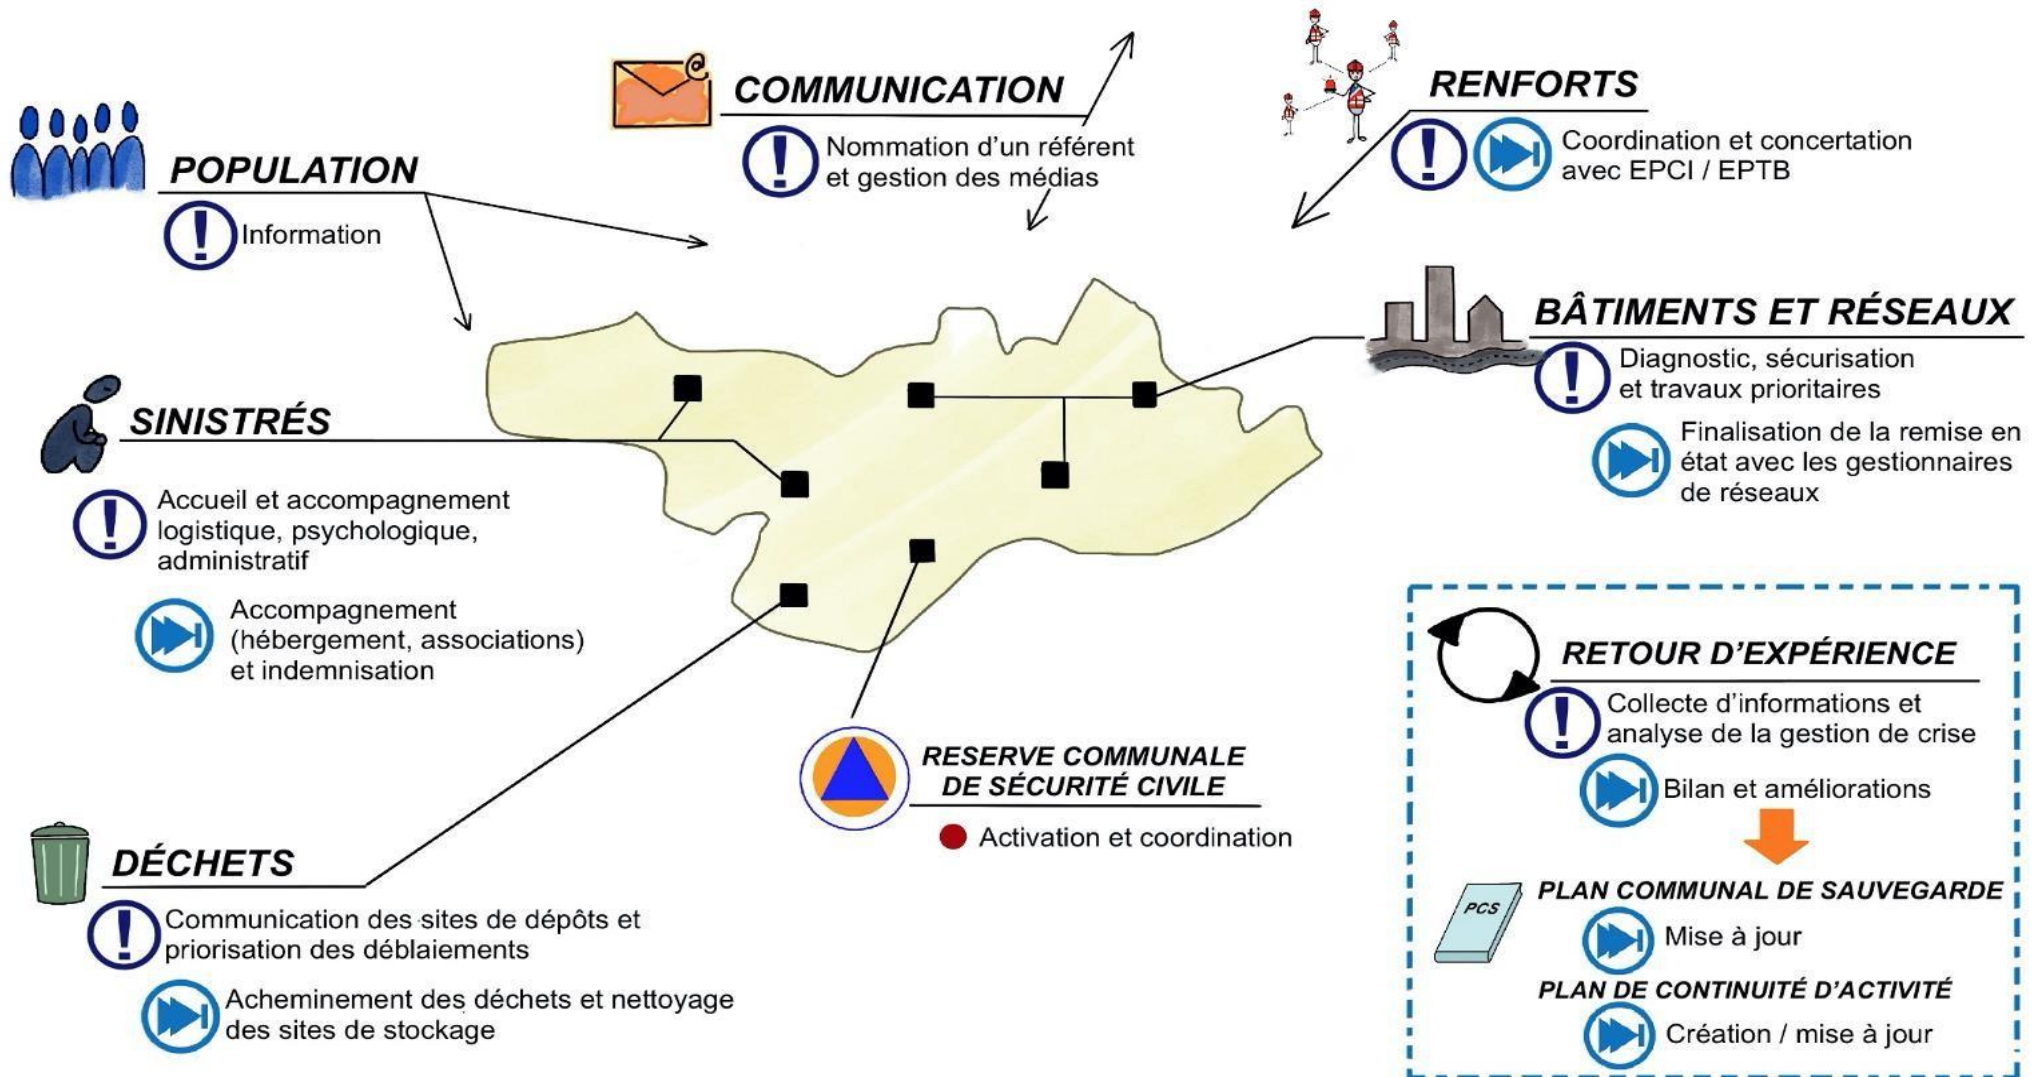 COMMUNICATION
Nommation d'un référent
et gestion des médias
@
RENFORTS
Coordination et concertation
avec EPCI / EPTB
POPULATION
Information
BÂTIMENTS ET RÉSEAUX
Diagnostic, sécurisation
et travaux prioritaires
Finalisation de la remise en
état avec les gestionnaires
de réseaux
SINISTRÉS
Accueil et accompagnement
logistique, psychologique,
administratif
Accompagnement
(hébergement, associations)
et indemnisation
RESERVE COMMUNALE
DE SÉCURITÉ CIVILE
Activation et coordination
DÉCHETS
Communication des sites de dépôts et
priorisation des déblaiements
Acheminement des déchets et nettoyage
des sites de stockage
RETOUR D'EXPÉRIENCE
Collecte d'informations et
analyse de la gestion de crise
Bilan et améliorations
PCS
PLAN COMMUNAL DE SAUVEGARDE
Mise à jour
PLAN DE CONTINUITÉ D'ACTIVITÉ
Création / mise à jour